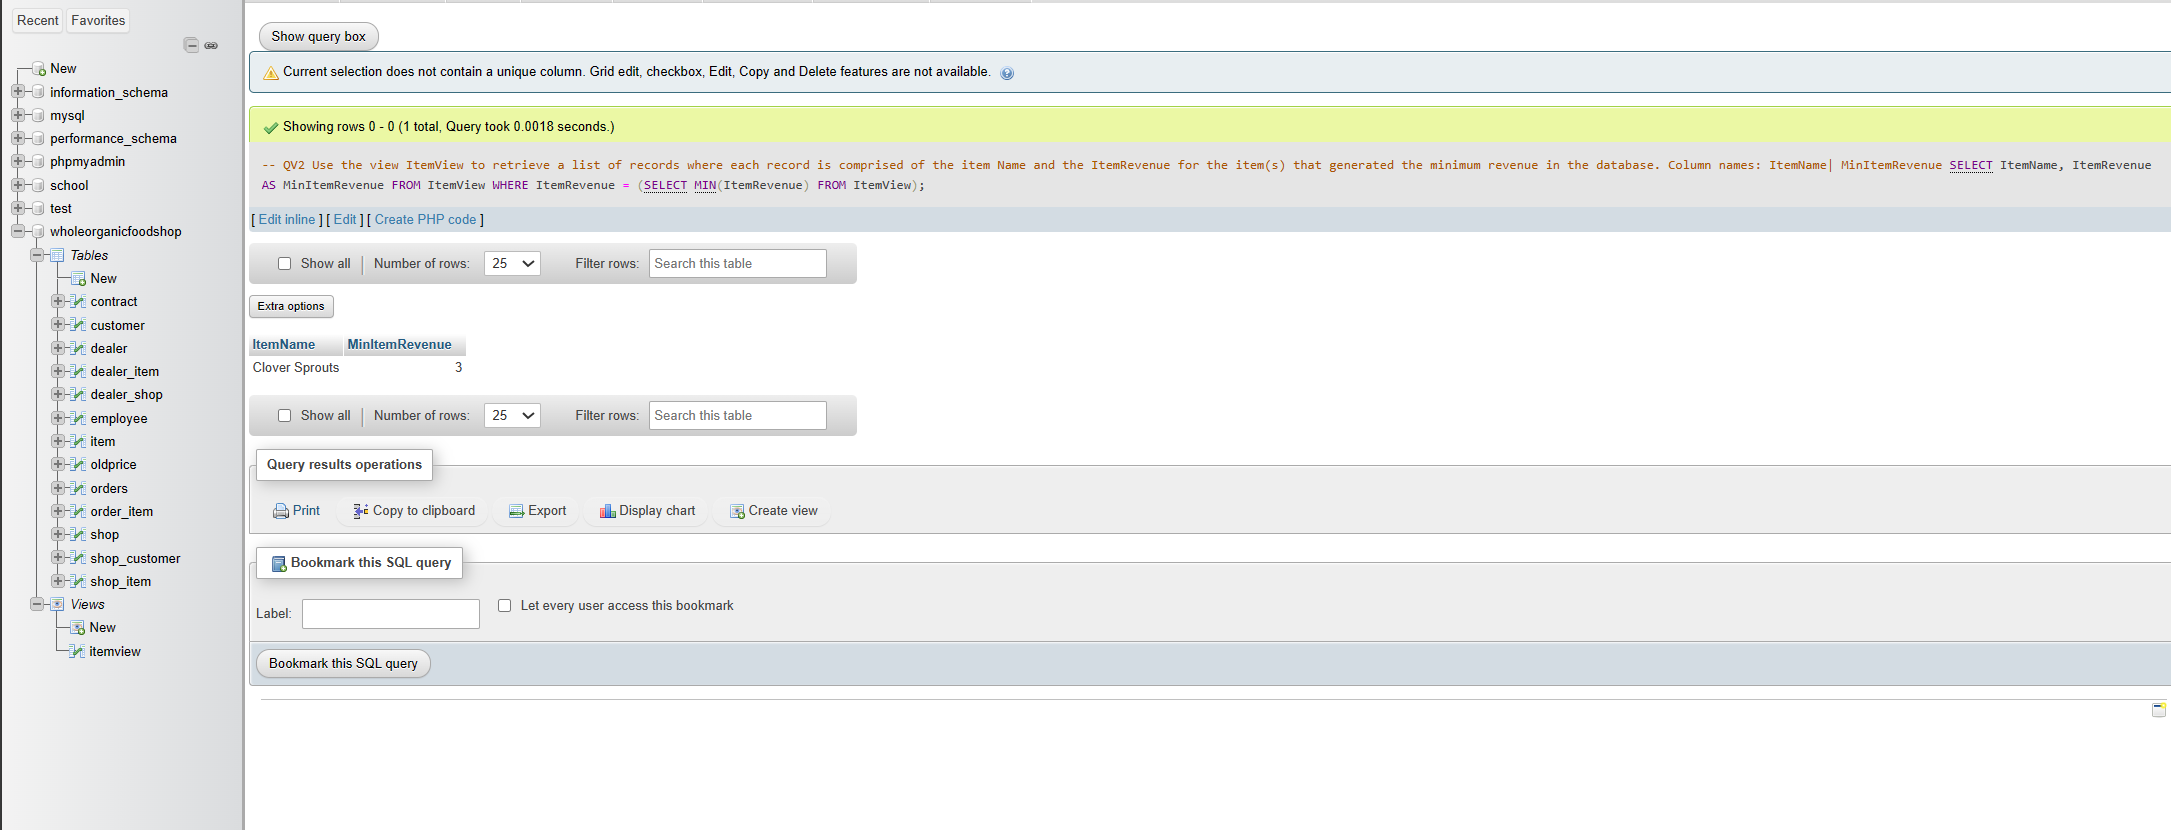 Recent Favorites
New
information_schema
mysql
performance_schema
phpmyadmin
school
test
wholeorganicfoodshop
Tables
New
contract
customer
dealer
dealer_item
dealer_shop
employee
item
oldprice
orders
order_item
shop
shop_customer
shop_item
Views
New
itemview
Show query box
Current selection does not contain a unique column. Grid edit, checkbox, Edit, Copy and Delete features are not available.
Showing rows 0 - 0 (1 total, Query took 0.0018 seconds.)
-- QV2 Use the view ItemView to retrieve a list of records where each record is comprised of the item Name and the ItemRevenue for the item(s) that generated the minimum revenue in the database. Column names: ItemName| MinItemRevenue SELECT ItemName, ItemRevenue
AS MinItemRevenue FROM ItemView WHERE ItemRevenue = (SELECT MIN(ItemRevenue) FROM ItemView);
[ Edit inline ] [ Edit ] [ Create PHP code ]
Show all Number of rows: 25 Filter rows: Search this table
Extra options
ItemName MinItemRevenue
Clover Sprouts 3
Show all Number of rows: 25 Filter rows: Search this table
Query results operations
Print Copy to clipboard Export Display chart Create view
Bookmark this SQL query
Label: Let every user access this bookmark
Bookmark this SQL query